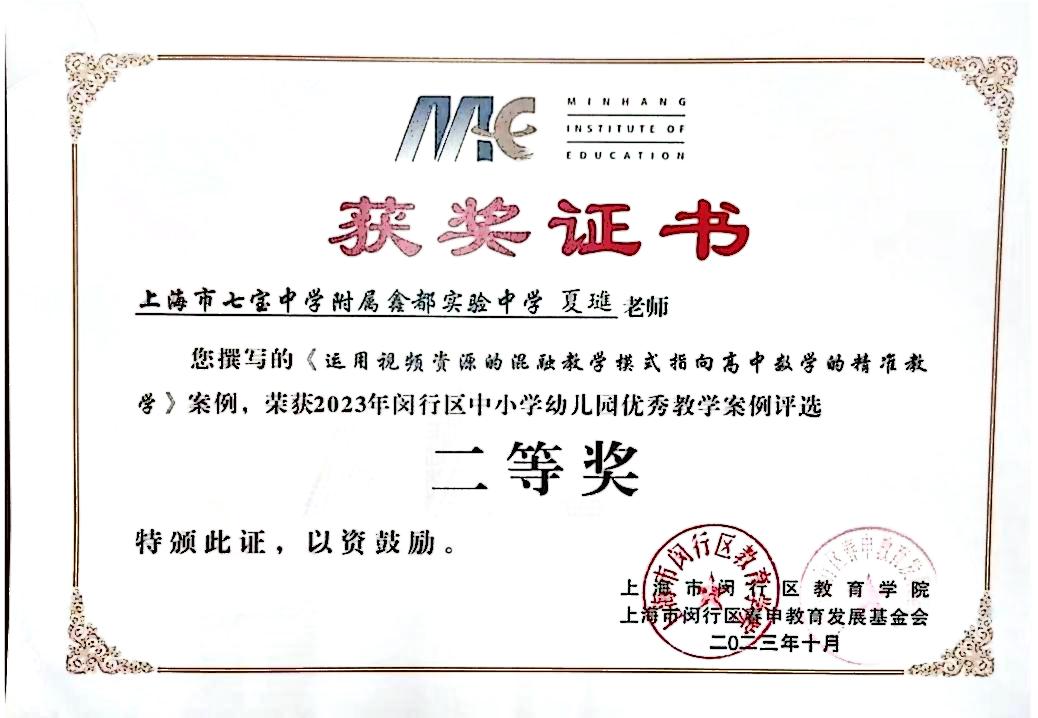 MINHANG
INSTITUTE OF
EDUCATION
获奖证书
上海市七宝中学附属鑫都实验中学 夏琟 老师
您撰写的《运用视频资源的混融教学模式指向高中数学的精准教
学》案例，荣获2023年闵行区中小学幼儿园优秀教学案例评选
二等奖
特颁此证，以资鼓励。
上海市闵行区教育学院
上海市闵行区春申教育发展基金会
二〇二三年十月
上海市闵行区教育学院